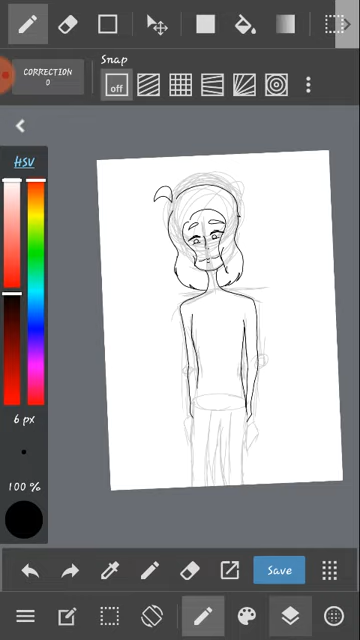 Snap
CORRECTION
0
off
HSV
6 px
100 %
Save